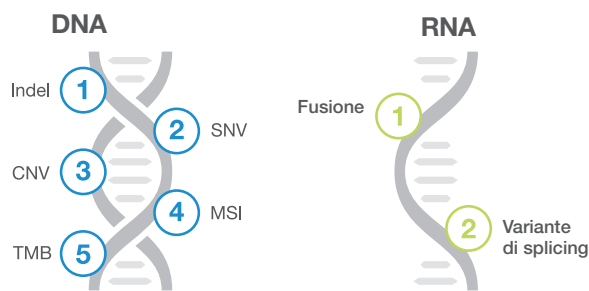 DNA
Indel 1
2 SNV
CNV 3
4 MSI
TMB 5
RNA
Fusione 1
2 Variante
di splicing